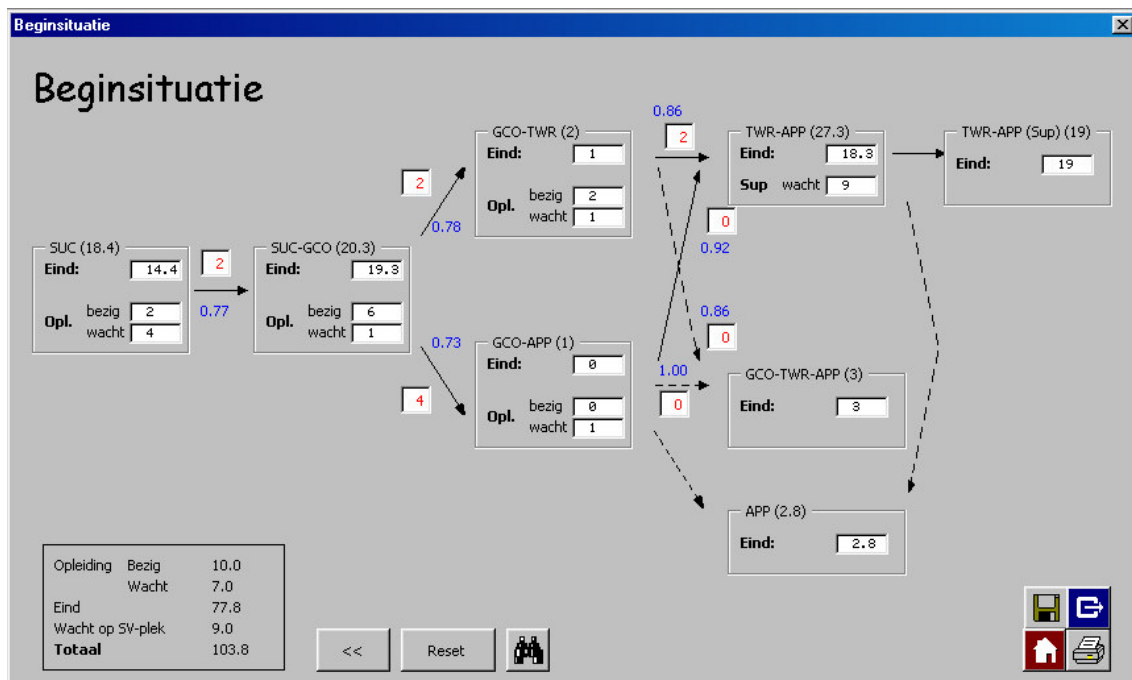 Beginsituatie
Beginsituatie
SUC (18.4)
Eind: 14.4
Opl. bezig 2
wacht 4
2
0.77
SUC-GCO (20.3)
Eind: 19.3
Opl. bezig 6
wacht 1
2
0.78
0.73
4
GCO-TWR (2)
Eind: 1
Opl. bezig 2
wacht 1
GCO-APP (1)
Eind: 0
Opl. bezig 0
wacht 1
0.86
2
0
0.92
0.86
0
1.00
0
TWR-APP (27.3)
Eind: 18.3
Sup wacht 9
TWR-APP (Sup) (19)
Eind: 19
GCO-TWR-APP (3)
Eind: 3
APP (2.8)
Eind: 2.8
Opleiding Bezig 10.0
Wacht 7.0
Eind 77.8
Wacht op SV-plek 9.0
Totaal 103.8
<<
Reset